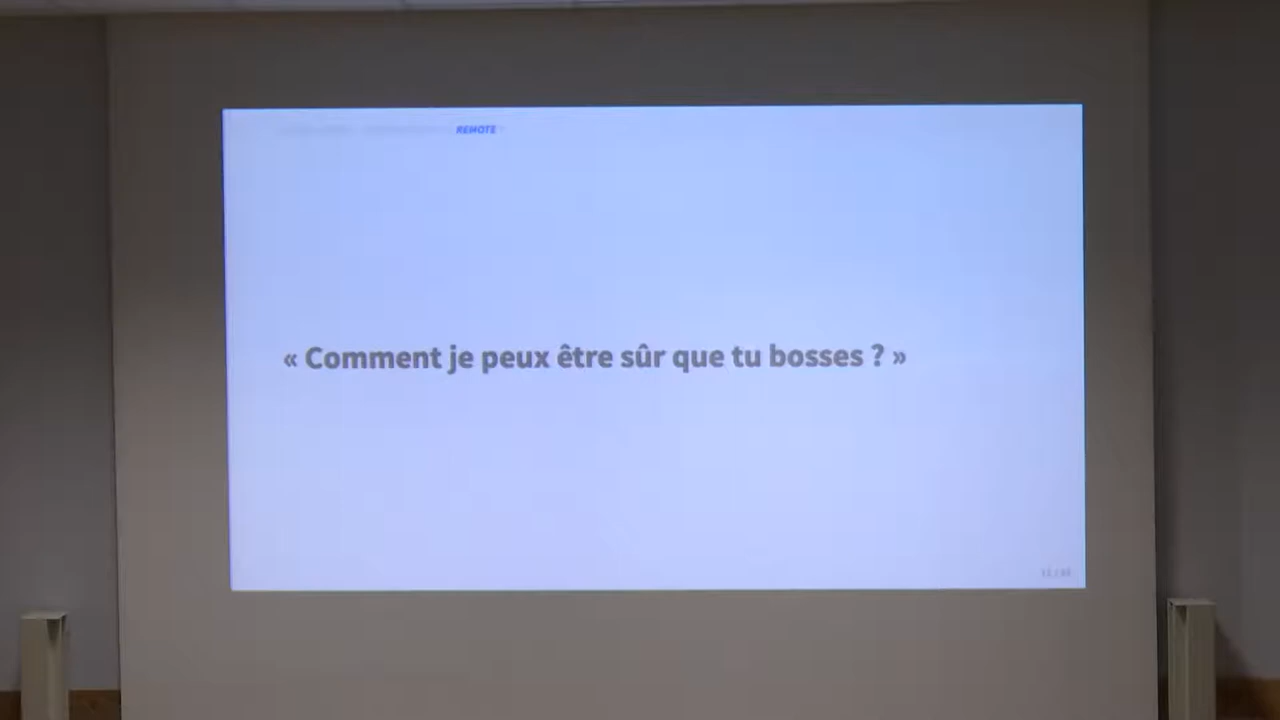 REMOTE
« Comment je peux être sûr que tu bosses ? »